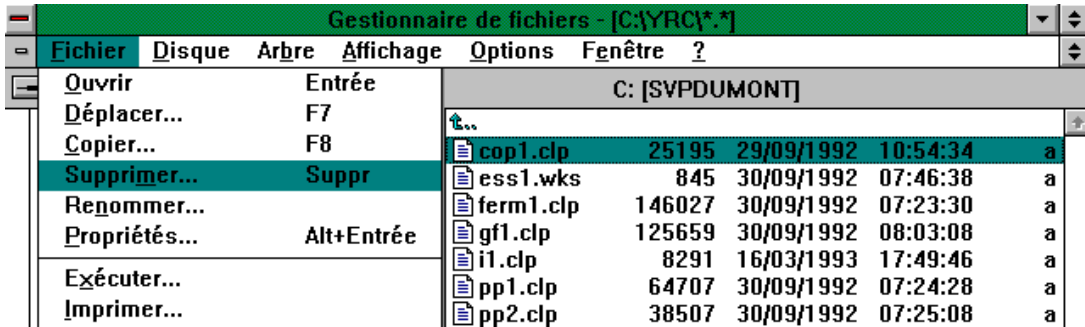 Gestionnaire de fichiers - [C:\YRC\*.*]
Fichier Disque Arbre Affichage Options Fenêtre ?
Ouvrir Entrée
Déplacer... F7
Copier... F8
Supprimer... Suppr
Renommer...
Propriétés... Alt+Entrée
Exécuter...
Imprimer...
C: [SVPDUMONT]
..
cop1.clp 25195 29/09/1992 10:54:34 a
ess1.wks 845 30/09/1992 07:46:38 a
ferm1.clp 146027 30/09/1992 07:23:30 a
gf1.clp 125659 30/09/1992 08:03:08 a
i1.clp 8291 16/03/1993 17:49:46 a
pp1.clp 64707 30/09/1992 07:24:28 a
pp2.clp 38507 30/09/1992 07:25:08 a